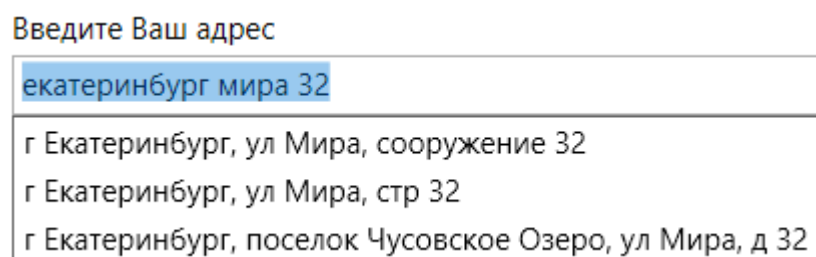 Введите Ваш адрес
екатеринбург мира 32
г Екатеринбург, ул Мира, сооружение 32
г Екатеринбург, ул Мира, стр 32
г Екатеринбург, поселок Чусовское Озеро, ул Мира, д 32